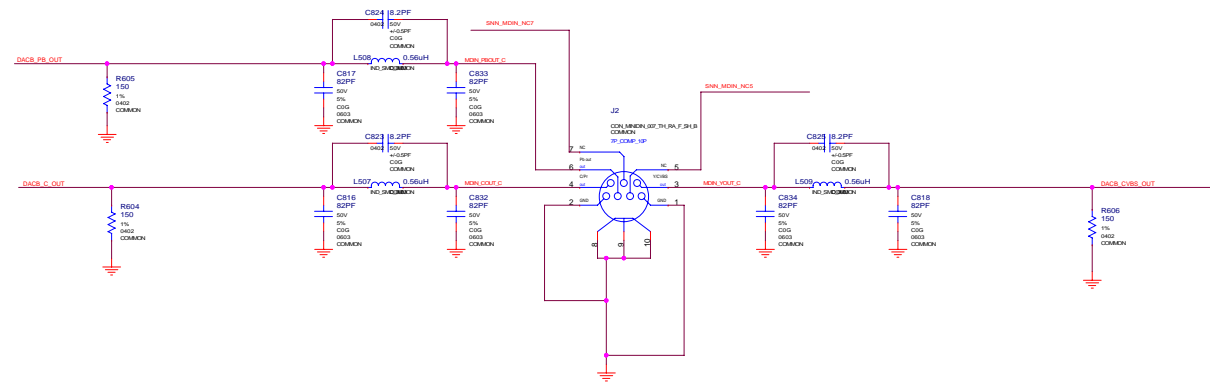 C824 8.2PF
0402 50V
+/-0.5PF
C0G
COMMON
SNN_MDIN_NC7
DACB_PB_OUT
L508 0.56uH
MDIN_PBOUT_C
R605
150
1%
0402
COMMON
C817
82PF
50V
5%
C0G
0603
COMMON
C833
82PF
50V
5%
C0G
0603
COMMON
SNN_MDIN_NC5
J2
CON_MINIDIN_007_TH_RA_F_SH_B
COMMON
7P_COMP_10P
C823 8.2PF
0402 50V
+/-0.5PF
C0G
COMMON
C825 8.2PF
0402 50V
+/-0.5PF
C0G
COMMON
7 NC
Pb out
6 out
C/Pr
4 out
2 GND
NC 5
Y/CVBS
out 3
GND 1
8 9 10
DACB_C_OUT
L507 0.56uH
MDIN_COUT_C
MDIN_YOUT_C
L509 0.56uH
DACB_CVBS_OUT
R604
150
1%
0402
COMMON
C816
82PF
50V
5%
C0G
0603
COMMON
C832
82PF
50V
5%
C0G
0603
COMMON
C834
82PF
50V
5%
C0G
0603
COMMON
C818
82PF
50V
5%
C0G
0603
COMMON
R606
150
1%
0402
COMMON